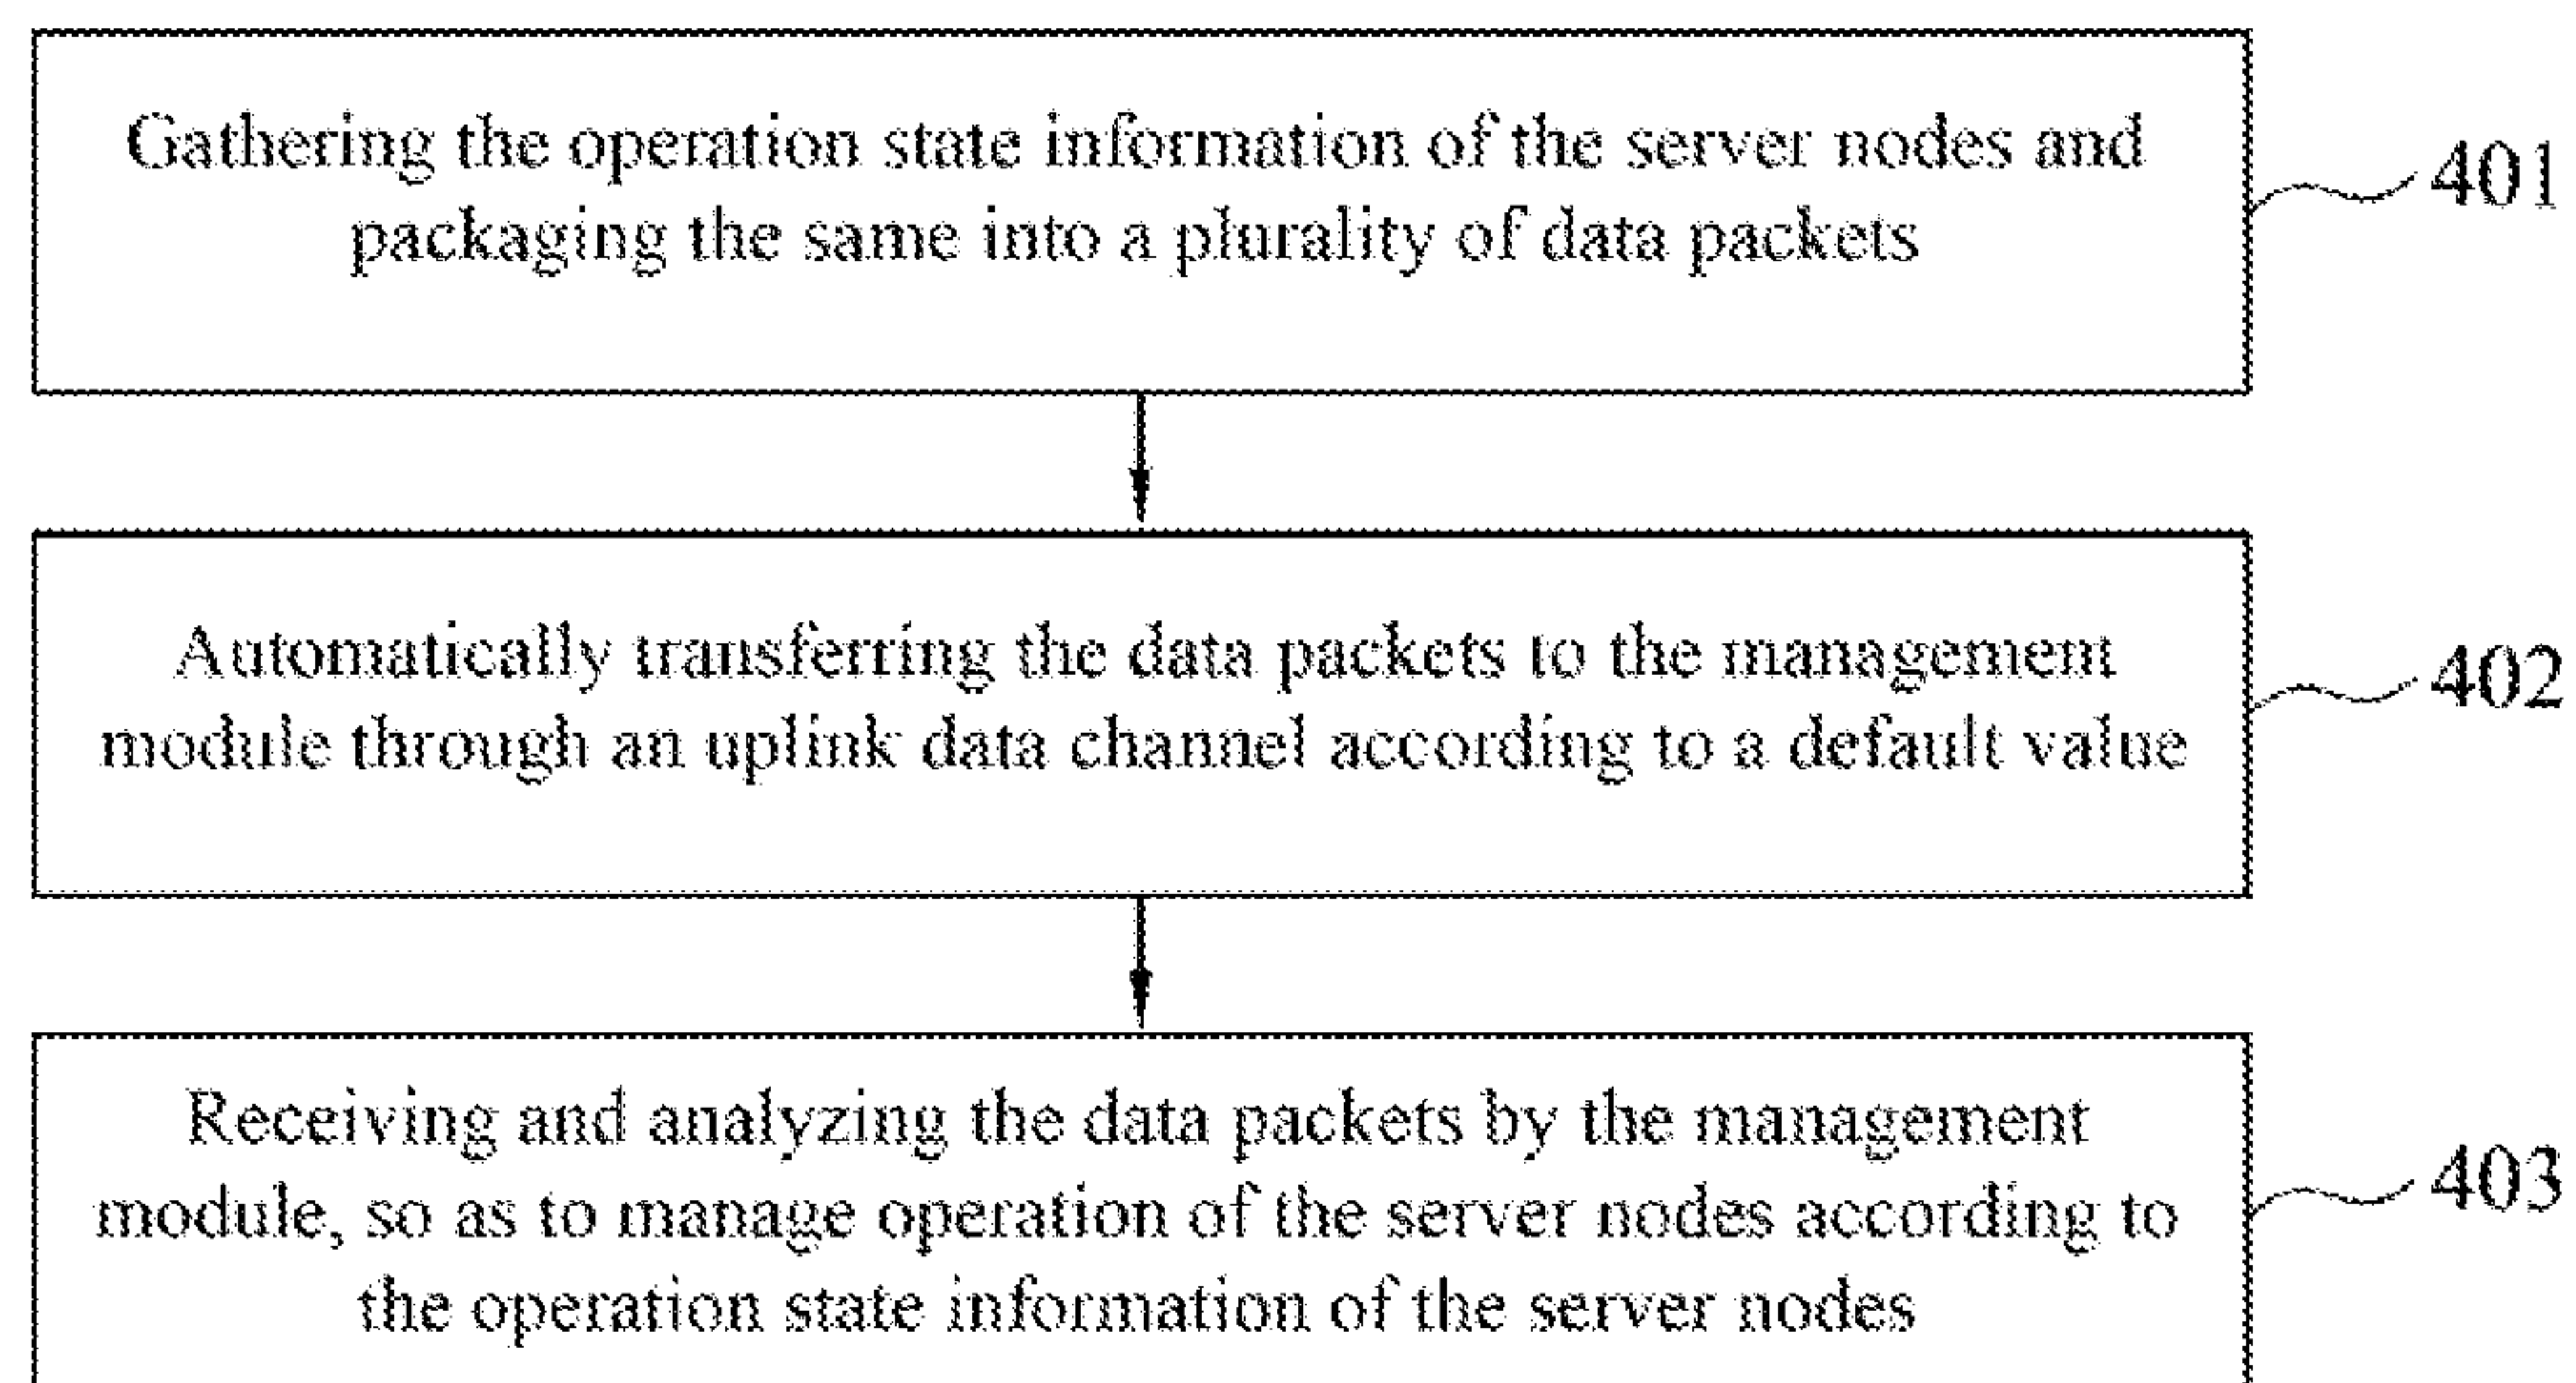 Gathering the operation state information of the server nodes and
packaging the same into a plurality of data packets
401
Automatically transferring the data packets to the management
module through an uplink data channel according to a default value
402
Receiving and analyzing the data packets by the management
module, so as to manage operation of the server nodes according to
the operation state information of the server nodes
403